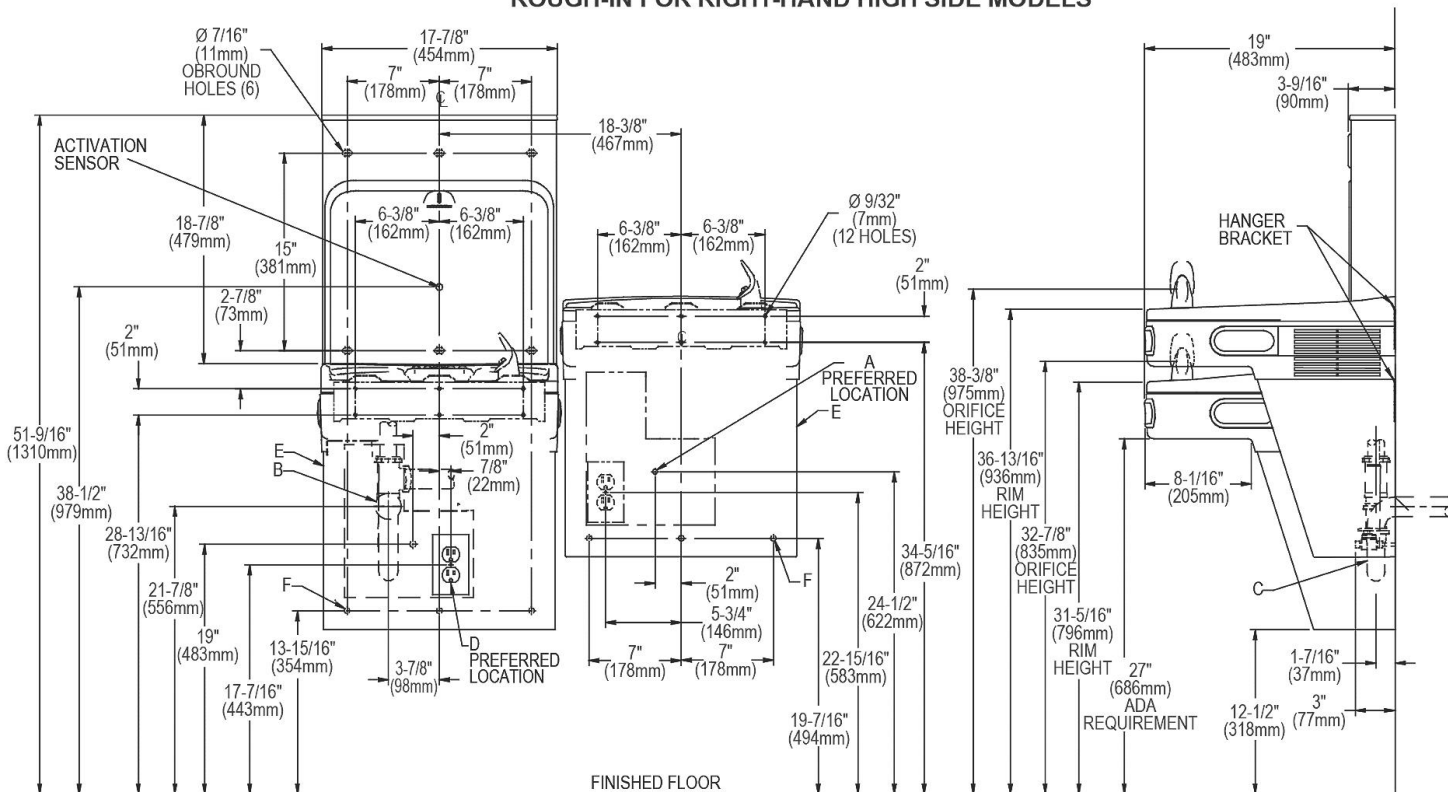 ROUGH-IN FOR RIGHT-HAND HIGH SIDE MODELS
Ø 7/16"
(11mm)
OBROUND
HOLES (6)
17-7/8"
(454mm)
7"
(178mm)
7"
(178mm)
18-3/8"
(467mm)
19"
(483mm)
3-9/16"
(90mm)
ACTIVATION
SENSOR
18-7/8"
(479mm)
15"
(381mm)
2-7/8"
(73mm)
2"
(51mm)
6-3/8"
(162mm)
6-3/8"
(162mm)
6-3/8"
(162mm)
6-3/8"
(162mm)
Ø 9/32"
(7mm)
(12 HOLES)
2"
(51mm)
HANGER
BRACKET
A
PREFERRED
LOCATION
E
38-3/8"
(975mm)
ORIFICE
HEIGHT
36-13/16"
(936mm)
RIM
HEIGHT
32-7/8"
(835mm)
ORIFICE
HEIGHT
31-5/16"
(796mm)
RIM
HEIGHT
27"
(686mm)
ADA
REQUIREMENT
8-1/16"
(205mm)
51-9/16"
(1310mm)
38-1/2"
(979mm)
28-13/16"
(732mm)
21-7/8"
(556mm)
19"
(483mm)
17-7/16"
(443mm)
13-15/16"
(354mm)
E
B
F
2"
(51mm)
7/8"
(22mm)
3-7/8"
(98mm)
D
PREFERRED
LOCATION
2"
(51mm)
5-3/4"
(146mm)
7"
(178mm)
7"
(178mm)
F
34-5/16"
(872mm)
24-1/2"
(622mm)
22-15/16"
(583mm)
19-7/16"
(494mm)
C
1-7/16"
(37mm)
3"
(77mm)
12-1/2"
(318mm)
FINISHED FLOOR